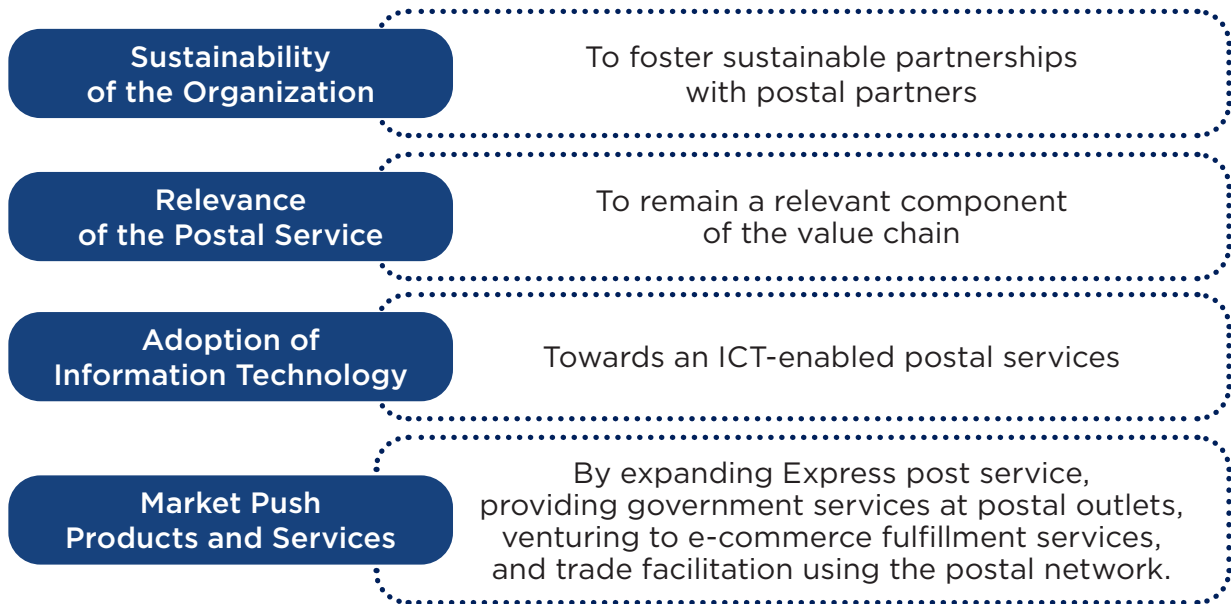 Sustainability
of the Organization
To foster sustainable partnerships
with postal partners
Relevance
of the Postal Service
To remain a relevant component
of the value chain
Adoption of
Information Technology
Towards an ICT-enabled postal services
Market Push
Products and Services
By expanding Express post service,
providing government services at postal outlets,
venturing to e-commerce fulfillment services,
and trade facilitation using the postal network.